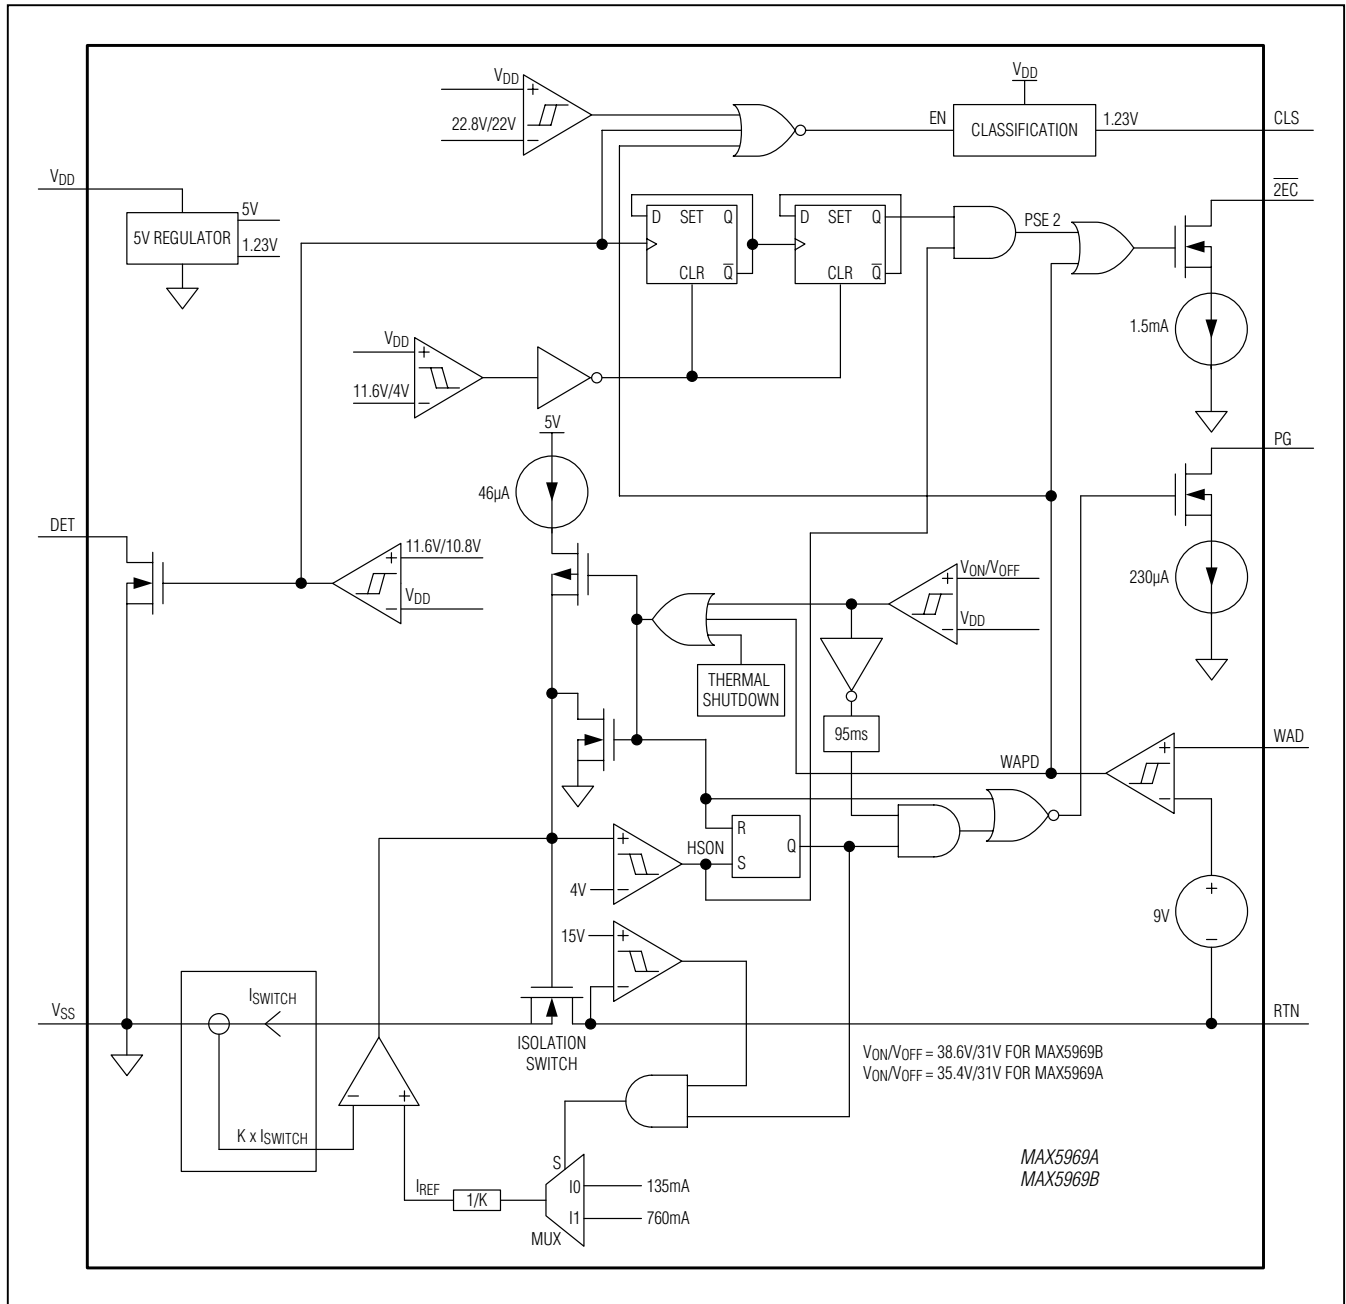 VDD
22.8V/22V
VDD
EN
CLASSIFICATION
1.23V
CLS
VDD
5V REGULATOR
5V
1.23V
D SET Q
CLR Q̅
D SET Q
CLR Q̅
PSE 2
2̅E̅C̅
1.5mA
VDD
11.6V/4V
5V
46µA
PG
230µA
DET
11.6V/10.8V
VDD
VON/VOFF
VDD
THERMAL
SHUTDOWN
95ms
WAPD
WAD
HSON
R
S
Q
4V
9V
15V
VSS
ISWITCH
ISOLATION
SWITCH
RTN
VON/VOFF = 38.6V/31V FOR MAX5969B
VON/VOFF = 35.4V/31V FOR MAX5969A
K x ISWITCH
IREF
1/K
S
I0
135mA
I1
760mA
MUX
MAX5969A
MAX5969B